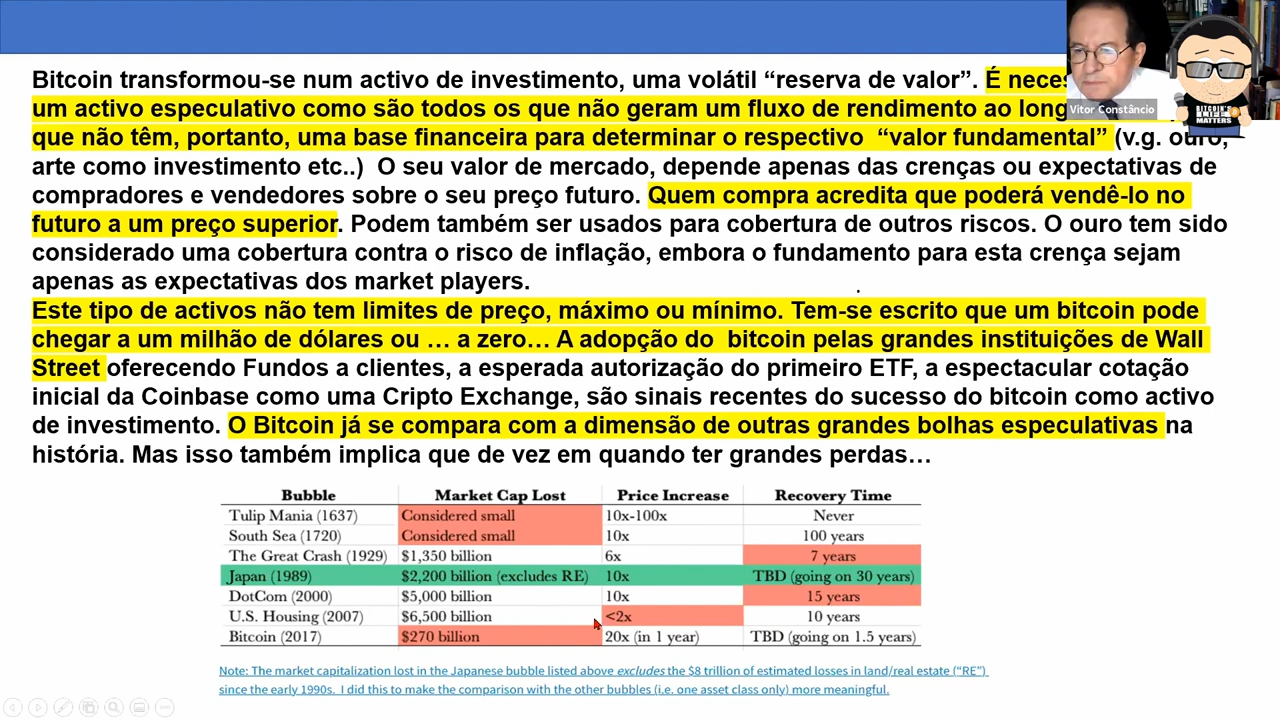 Bitcoin transformou-se num activo de investimento, uma volátil “reserva de valor”. É neces
um activo especulativo como são todos os que não geram um fluxo de rendimento ao long
que não têm, portanto, uma base financeira para determinar o respectivo “valor fundamental” (v.g. ouro,
arte como investimento etc..) O seu valor de mercado, depende apenas das crenças ou expectativas de
compradores e vendedores sobre o seu preço futuro. Quem compra acredita que poderá vendê-lo no
futuro a um preço superior. Podem também ser usados para cobertura de outros riscos. O ouro tem sido
considerado uma cobertura contra o risco de inflação, embora o fundamento para esta crença sejam
apenas as expectativas dos market players.
Este tipo de activos não tem limites de preço, máximo ou mínimo. Tem-se escrito que um bitcoin pode
chegar a um milhão de dólares ou … a zero… A adopção do bitcoin pelas grandes instituições de Wall
Street oferecendo Fundos a clientes, a esperada autorização do primeiro ETF, a espectacular cotação
inicial da Coinbase como uma Cripto Exchange, são sinais recentes do sucesso do bitcoin como activo
de investimento. O Bitcoin já se compara com a dimensão de outras grandes bolhas especulativas na
história. Mas isso também implica que de vez em quando ter grandes perdas…
Vitor Constâncio
BITCOIN'S
MATTERS
Bubble Market Cap Lost Price Increase Recovery Time
Tulip Mania (1637) Considered small 10x-100x Never
South Sea (1720) Considered small 10x 100 years
The Great Crash (1929) $1,350 billion 6x 7 years
Japan (1989) $2,200 billion (excludes RE) 10x TBD (going on 30 years)
DotCom (2000) $5,000 billion 10x 15 years
U.S. Housing (2007) $6,500 billion <2x 10 years
Bitcoin (2017) $270 billion 20x (in 1 year) TBD (going on 1.5 years)
Note: The market capitalization lost in the Japanese bubble listed above excludes the $8 trillion of estimated losses in land/real estate (“RE”)
since the early 1990s. I did this to make the comparison with the other bubbles (i.e. one asset class only) more meaningful.